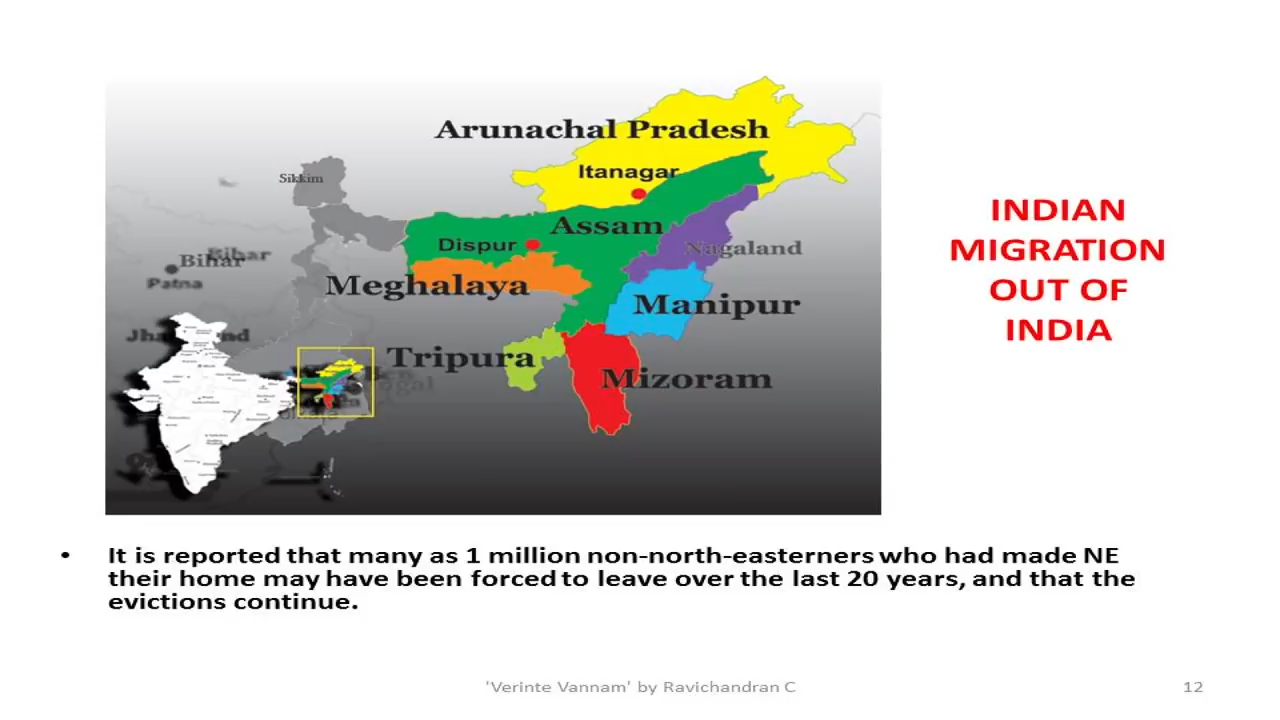 Arunachal Pradesh
Itanagar
Sikkim
Assam
Dispur
Nagaland
Bihar
Bihar
Patna
Meghalaya
Manipur
Tripura
Mizoram
INDIAN
MIGRATION
OUT OF
INDIA
• It is reported that many as 1 million non-north-easterners who had made NE
their home may have been forced to leave over the last 20 years, and that the
evictions continue.
'Verinte Vannam' by Ravichandran C
12